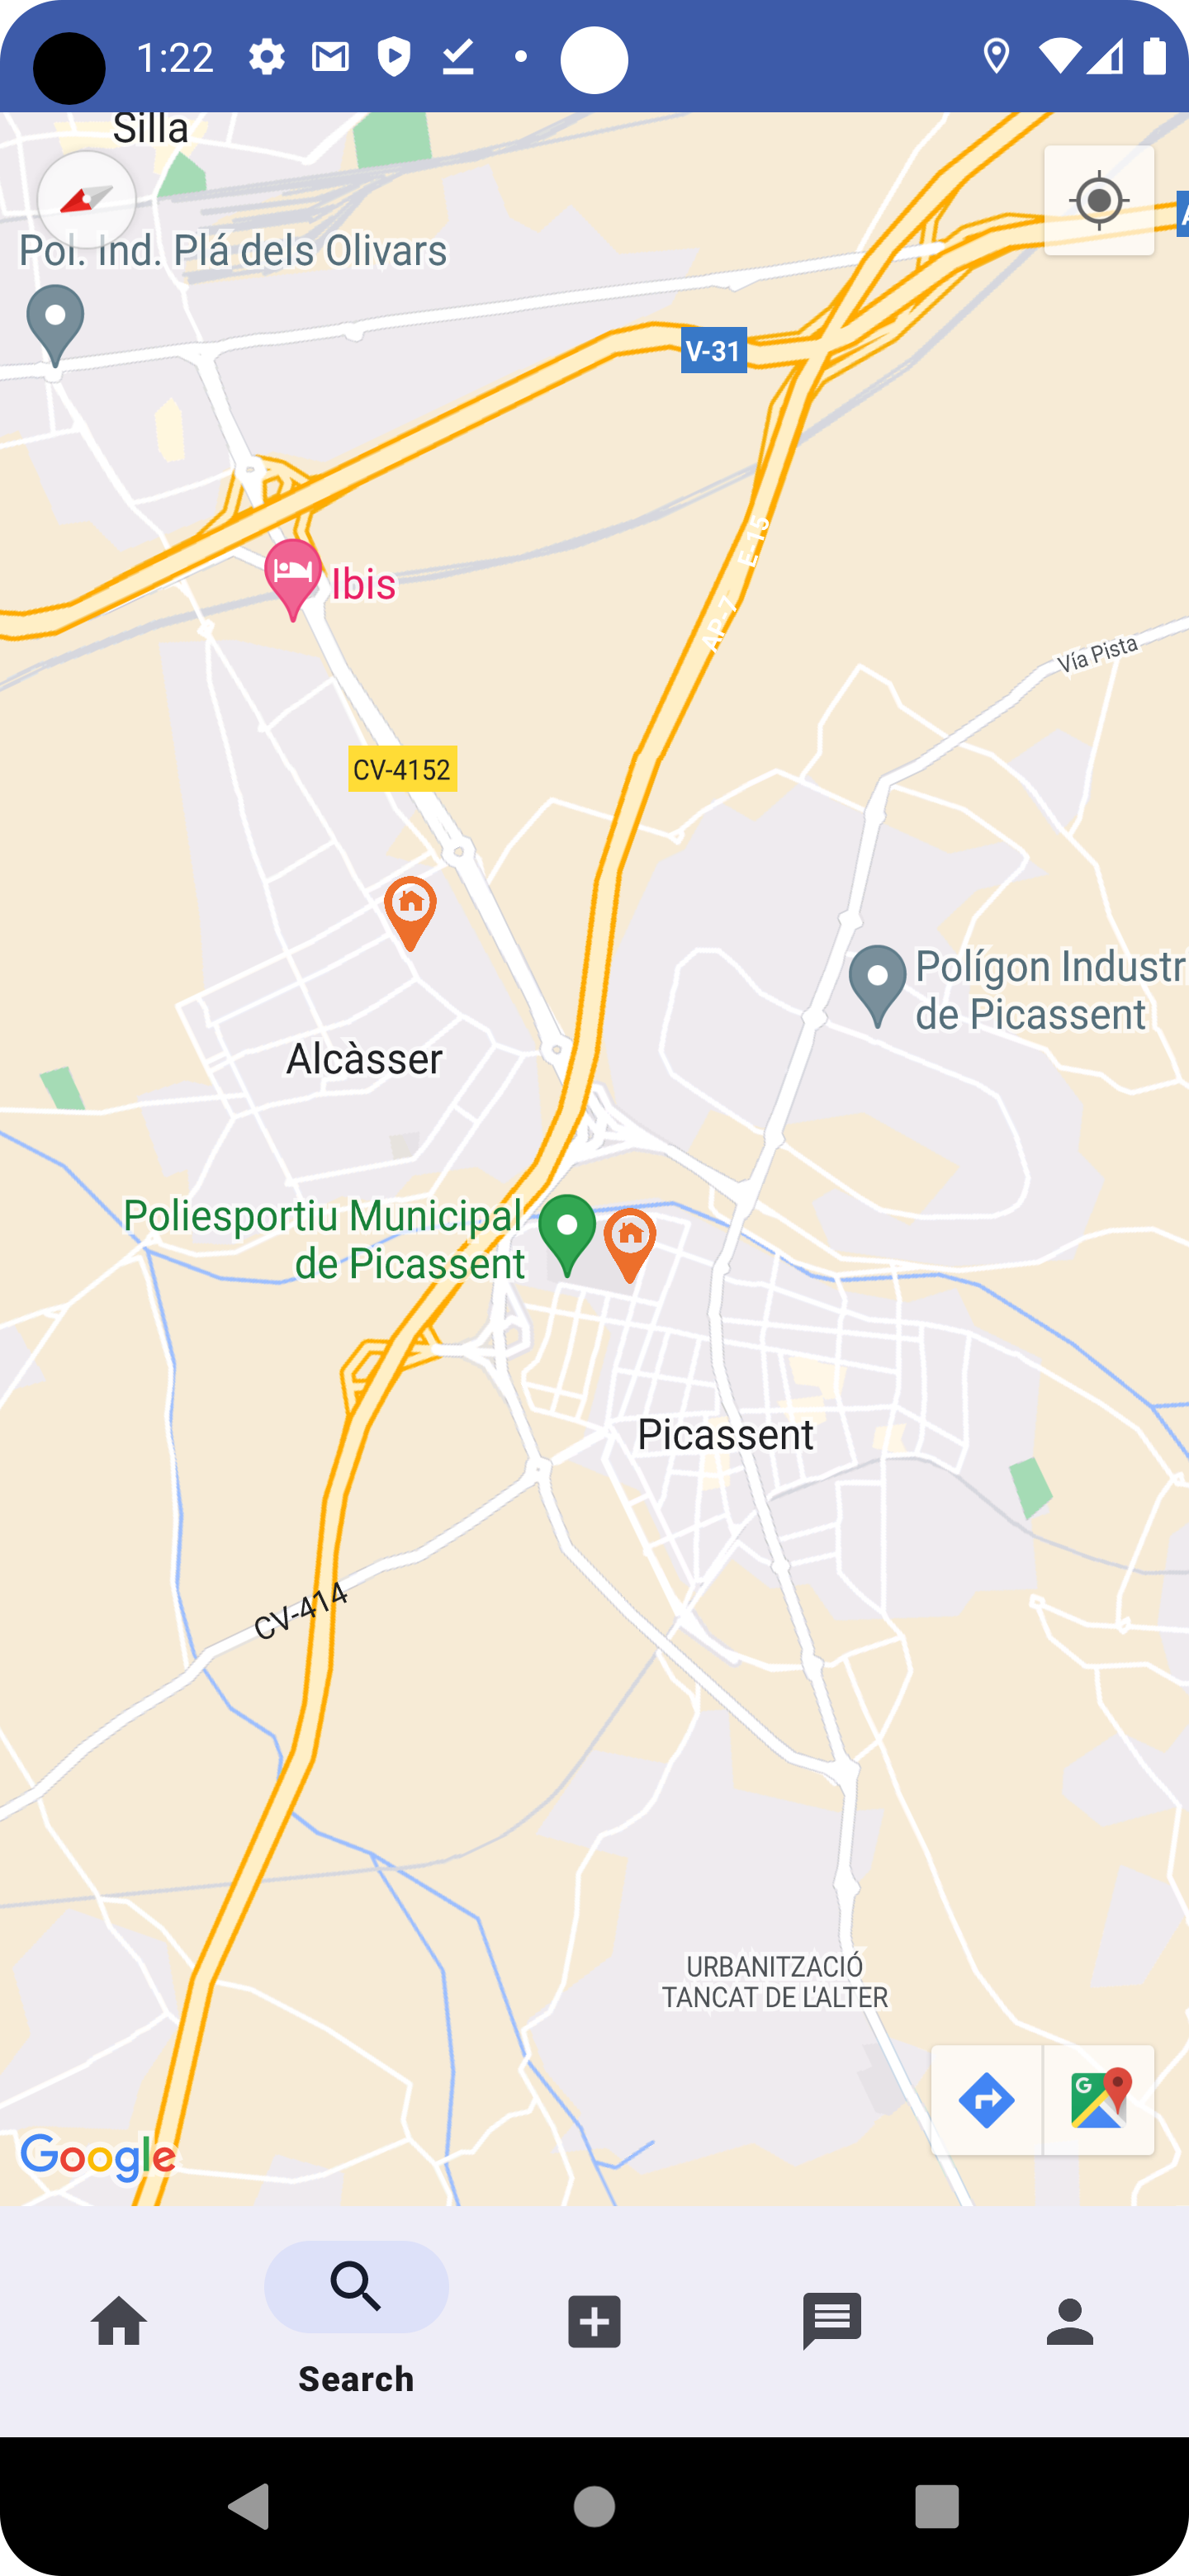 1:22
Silla
Pol. Ind. Plá dels Olivars
V-31
Ibis
E-15
AP-7
Vía Pista
CV-4152
Polígon Industr
de Picassent
Alcàsser
Poliesportiu Municipal
de Picassent
Picassent
CV-414
URBANITZACIÓ
TANCAT DE L'ALTER
G
Google
Search